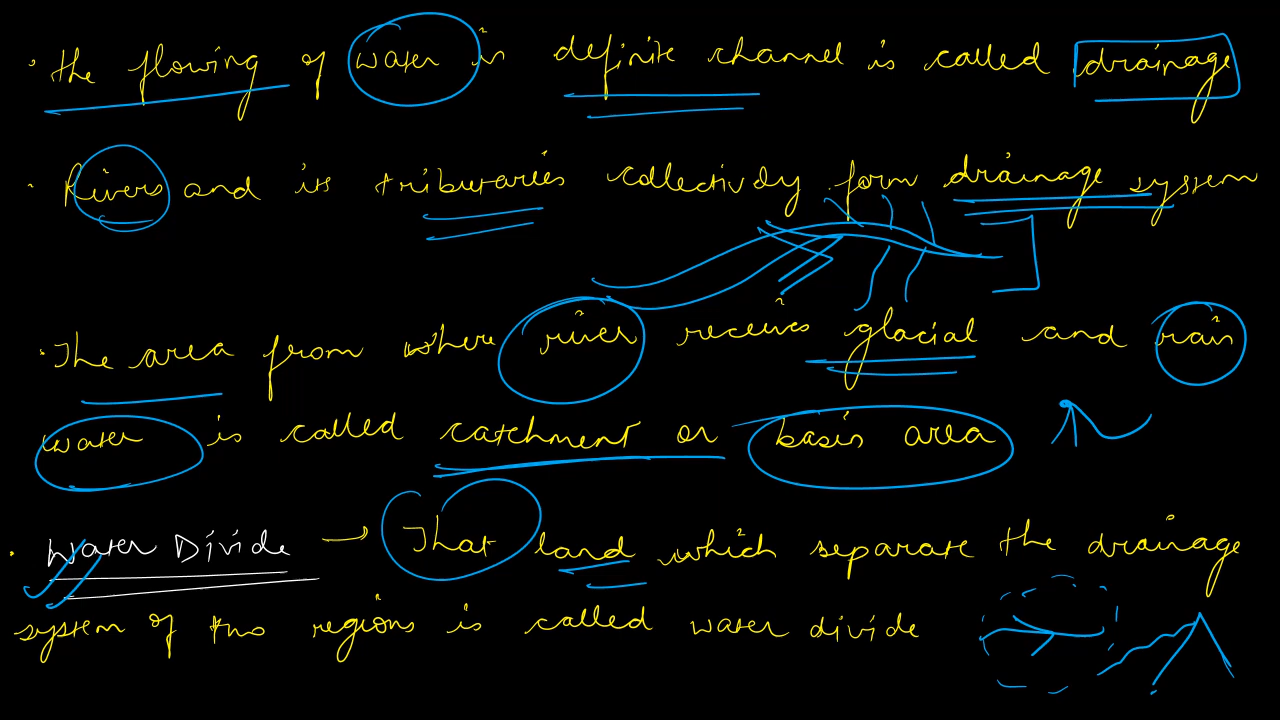 . the flowing of water in definite channel is called drainage
. Rivers and its tributaries collectivdy form drainage system
. The area from where river receives glacial and rain
water is called catchment or basis area
. Water Divide → That land which separate the drainage
system of two regions is called water divide